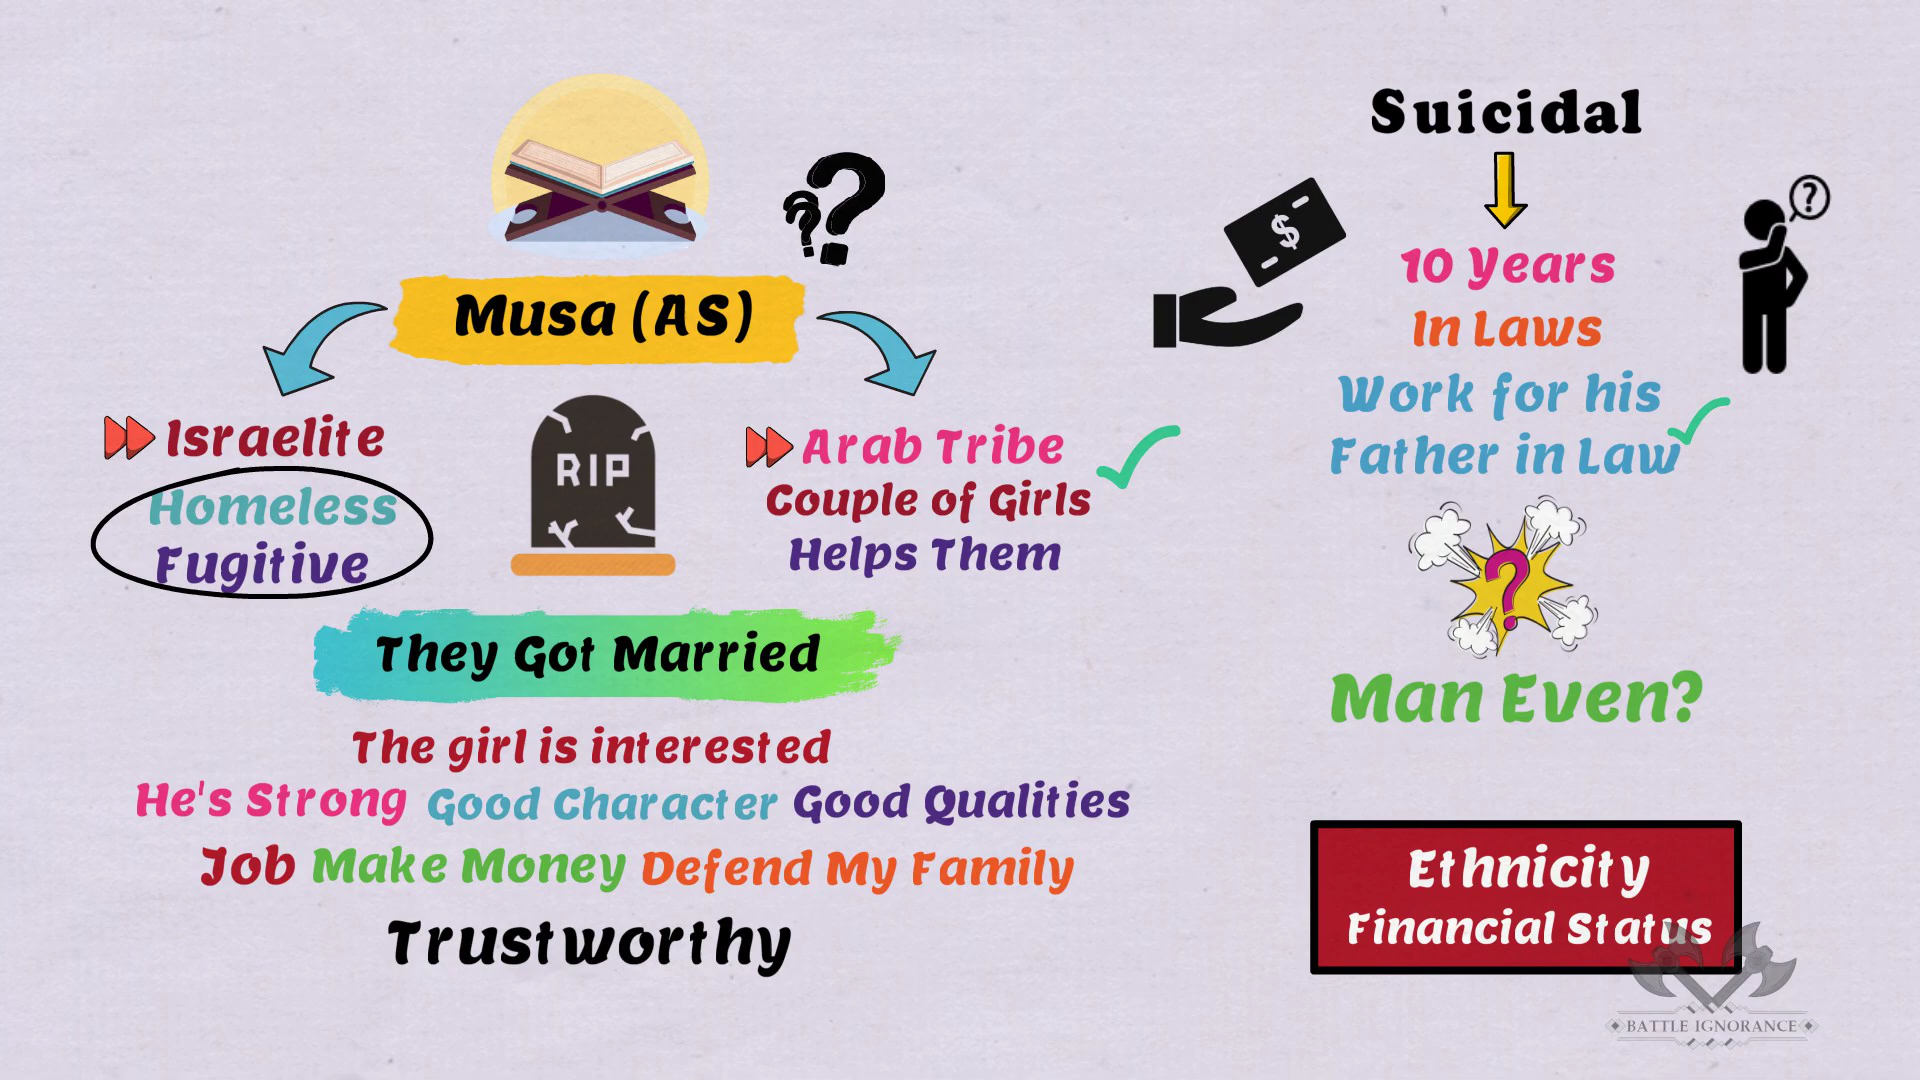 Musa (AS)
Israelite
Homeless
Fugitive
RIP
Arab Tribe
Couple of Girls
Helps Them
They Got Married
The girl is interested
He's Strong Good Character Good Qualities
Job Make Money Defend My Family
Trustworthy
Suicidal
$
?
10 Years
In Laws
Work for his
Father in Law
?
Man Even?
Ethnicity
Financial Status
BATTLE IGNORANCE